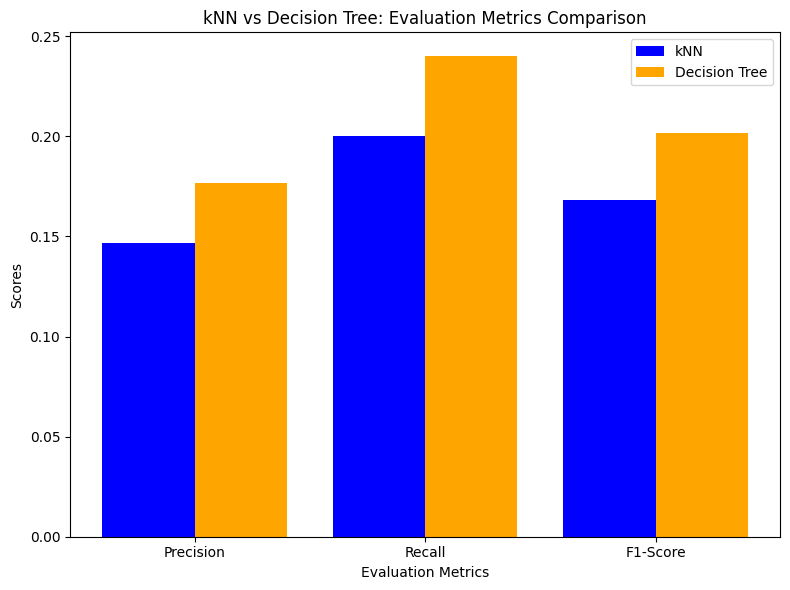 kNN vs Decision Tree: Evaluation Metrics Comparison
kNN
Decision Tree
0.25
0.20
0.15
0.10
0.05
0.00
Scores
Precision
Recall
F1-Score
Evaluation Metrics